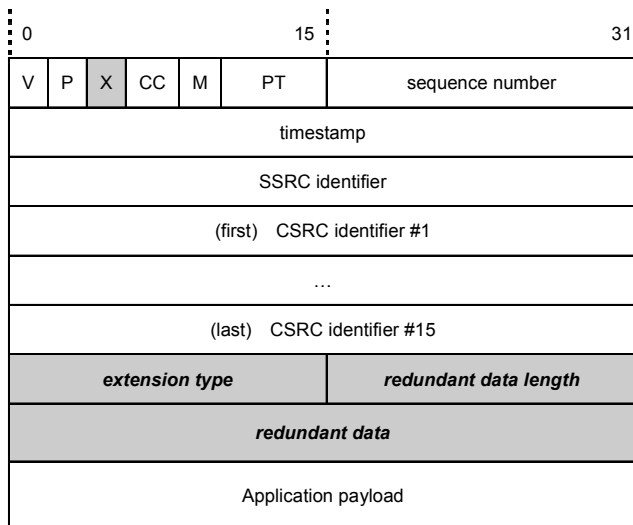 0 15 31
V P X CC M PT sequence number
timestamp
SSRC identifier
(first) CSRC identifier #1
...
(last) CSRC identifier #15
extension type redundant data length
redundant data
Application payload